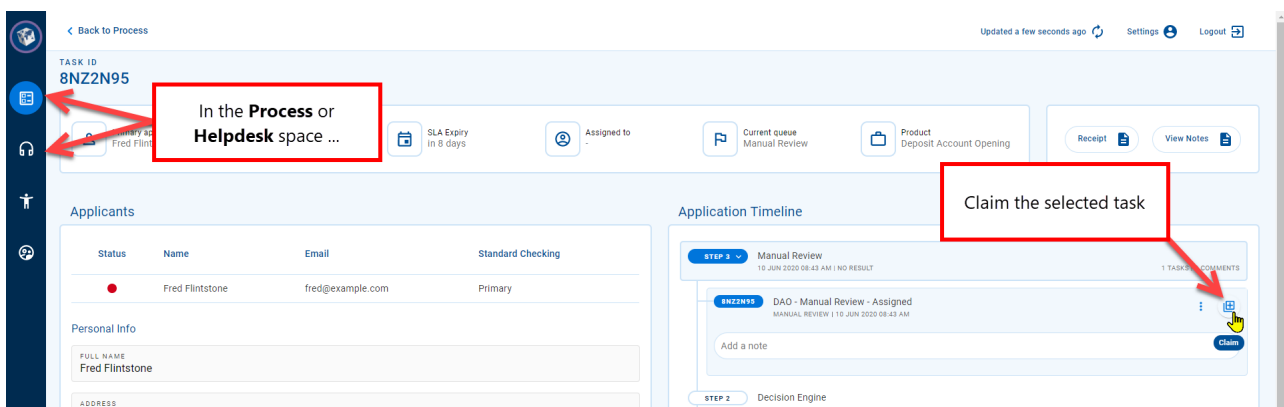 Back to Process
Updated a few seconds ago
Settings
Logout
TASK ID
8NZ2N95
In the Process or
Helpdesk space ...
Primary
Fred Flint
SLA Expiry
in 8 days
Assigned to
-
Current queue
Manual Review
Product
Deposit Account Opening
Receipt
View Notes
Claim the selected task
Applicants
Status Name Email Standard Checking
Fred Flintstone fred@example.com Primary
Personal Info
FULL NAME
Fred Flintstone
ADDRESS
Application Timeline
STEP 3 Manual Review
10 JUN 2020 08:43 AM | NO RESULT
1 TASKS COMMENTS
8NZ2N95 DAO - Manual Review - Assigned
MANUAL REVIEW | 10 JUN 2020 08:43 AM
Add a note
Claim
STEP 2 Decision Engine